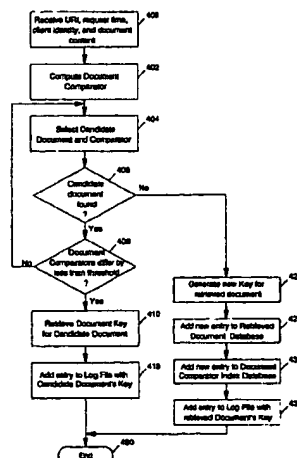 400
Receive URL, request time,
client identity, and document
content
402
Compute Document
Comparator
404
Select Candidate
Document and Comparator
406
Candidate
document
found
?
No
Yes
408
Document
Comparators differ by
less than threshold
?
No
Yes
410
Retrieve Document Key
for Candidate Document
Add entry to Log File with
Candidate Document's Key
Generate new Key for
retrieved document
Add new entry to Retrieved
Document Database
Add new entry to Document
Comparator Index Database
Add entry to Log File with
retrieved Document's Key
End